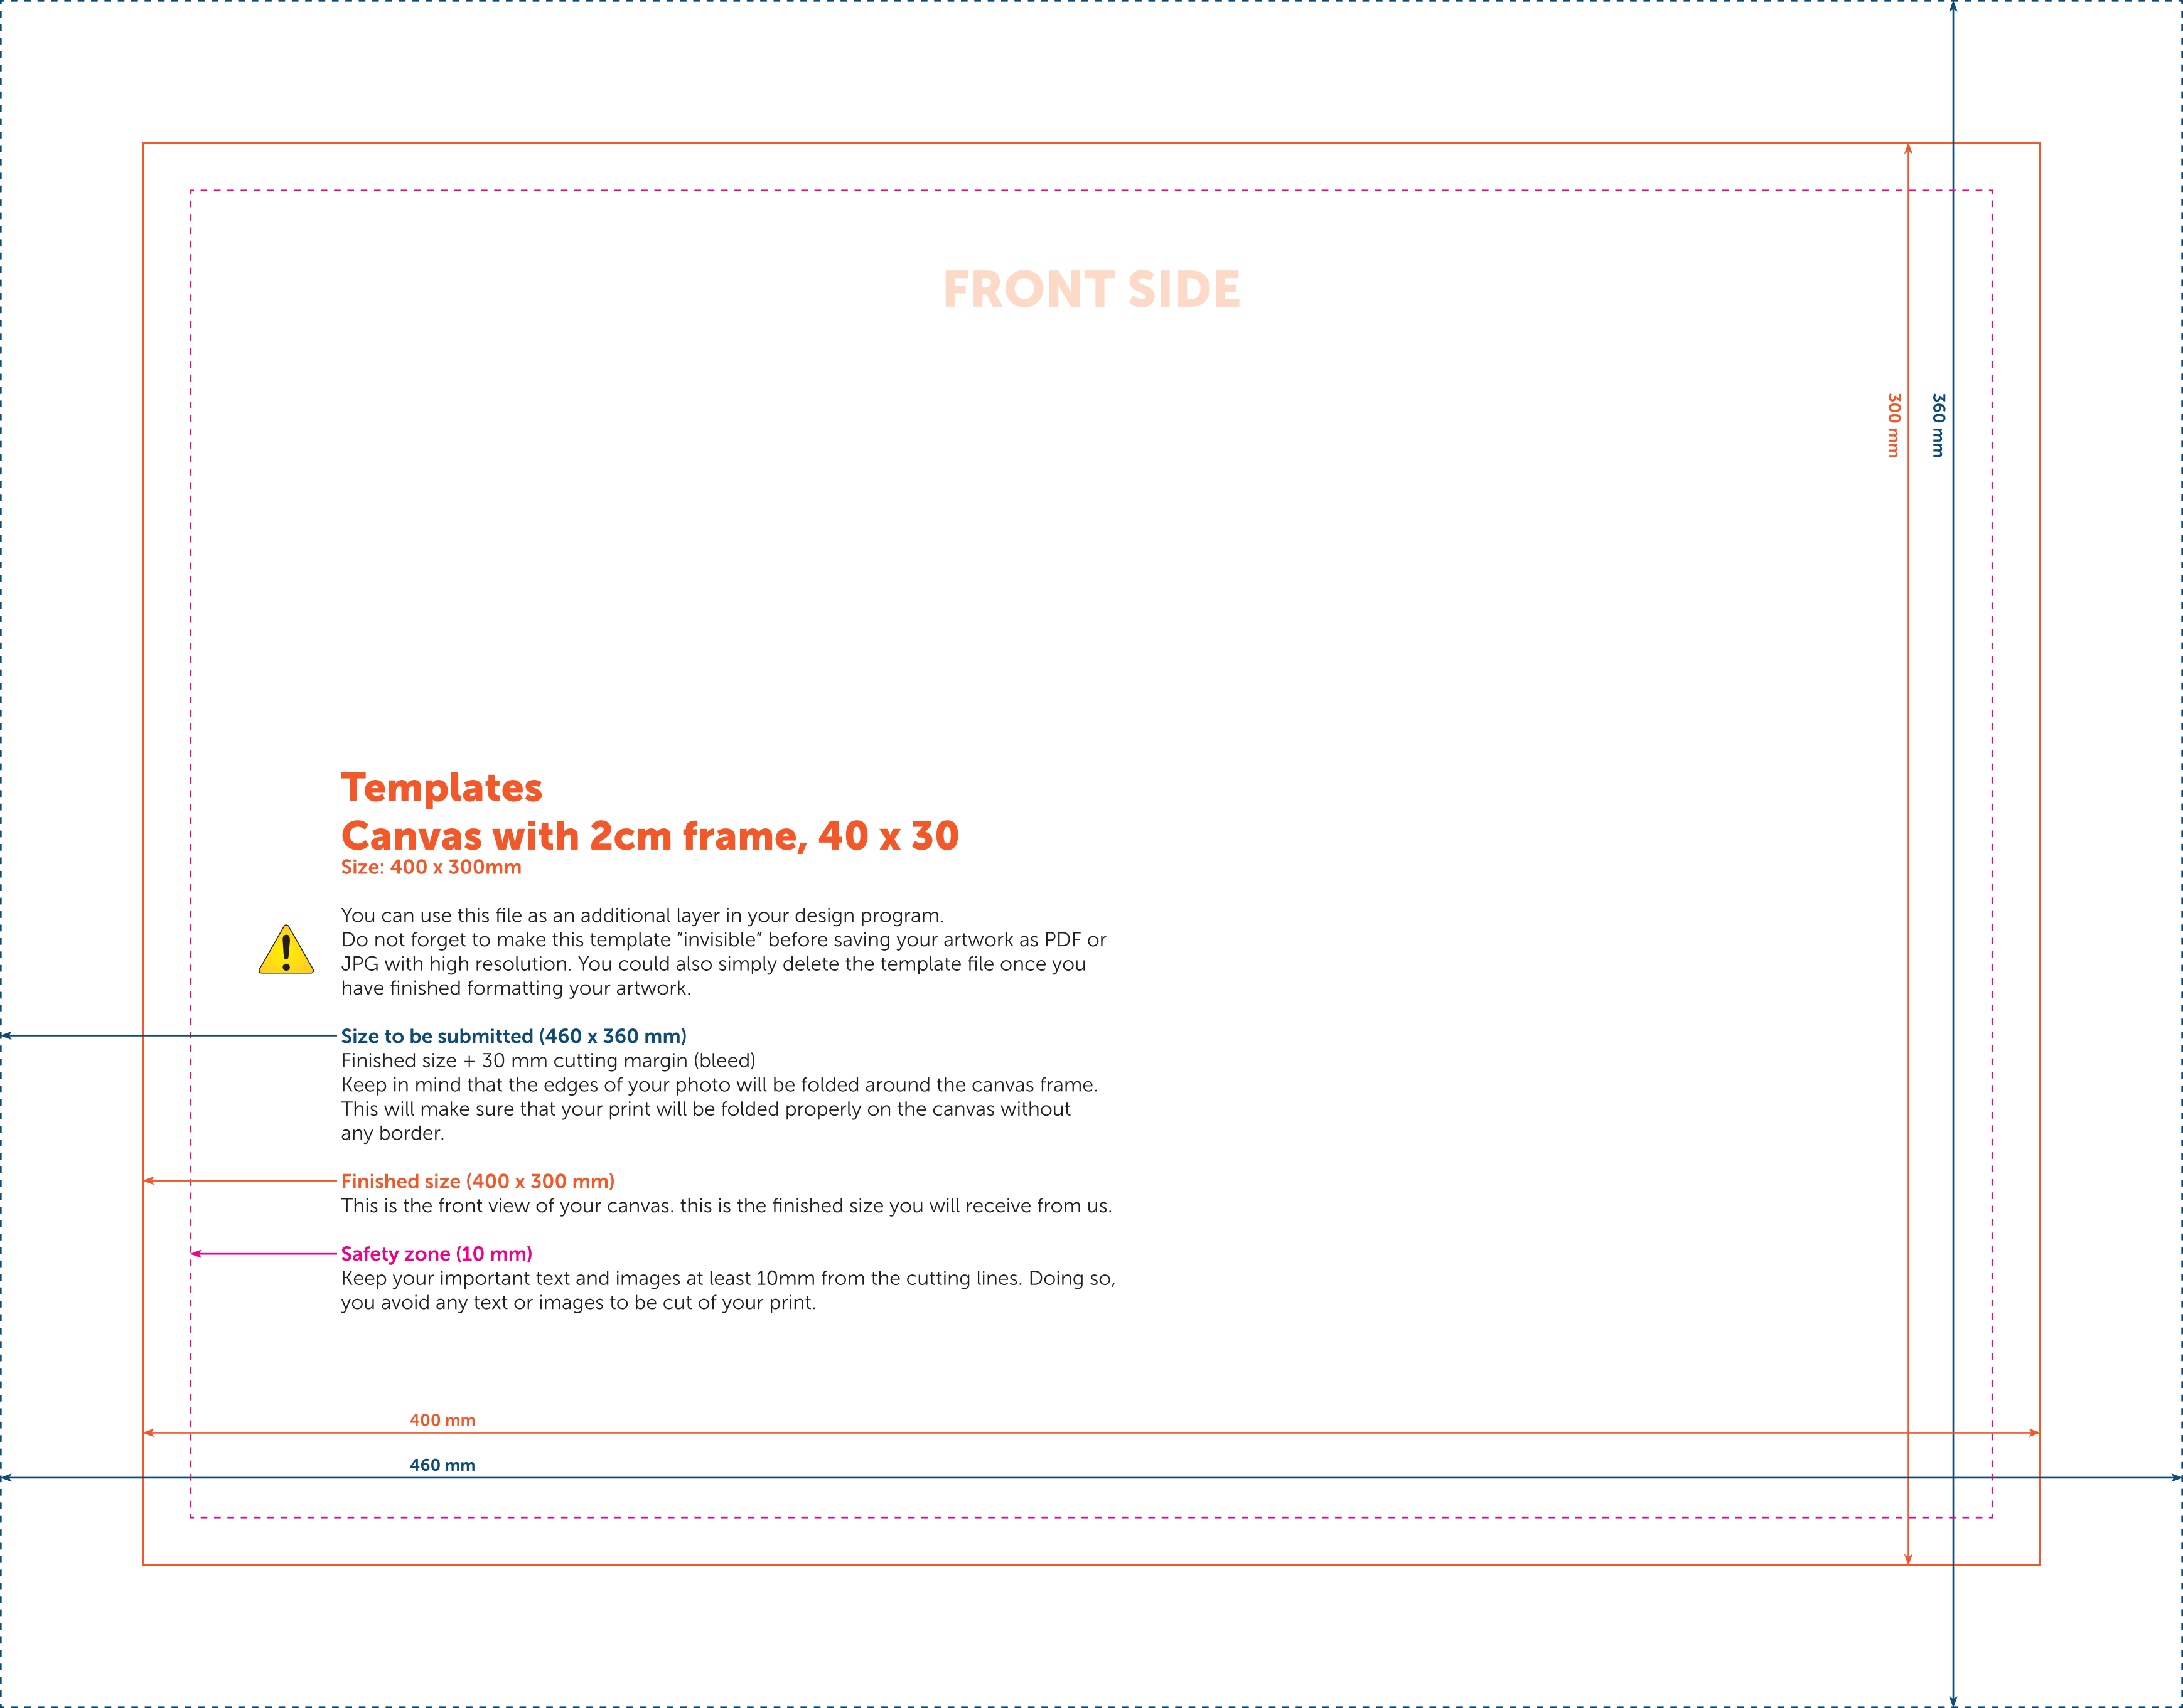 FRONT SIDE
300 mm
360 mm
Templates
Canvas with 2cm frame, 40 x 30
Size: 400 x 300mm
You can use this file as an additional layer in your design program.
Do not forget to make this template “invisible” before saving your artwork as PDF or
JPG with high resolution. You could also simply delete the template file once you
have finished formatting your artwork.
Size to be submitted (460 x 360 mm)
Finished size + 30 mm cutting margin (bleed)
Keep in mind that the edges of your photo will be folded around the canvas frame.
This will make sure that your print will be folded properly on the canvas without
any border.
Finished size (400 x 300 mm)
This is the front view of your canvas. this is the finished size you will receive from us.
Safety zone (10 mm)
Keep your important text and images at least 10mm from the cutting lines. Doing so,
you avoid any text or images to be cut of your print.
400 mm
460 mm